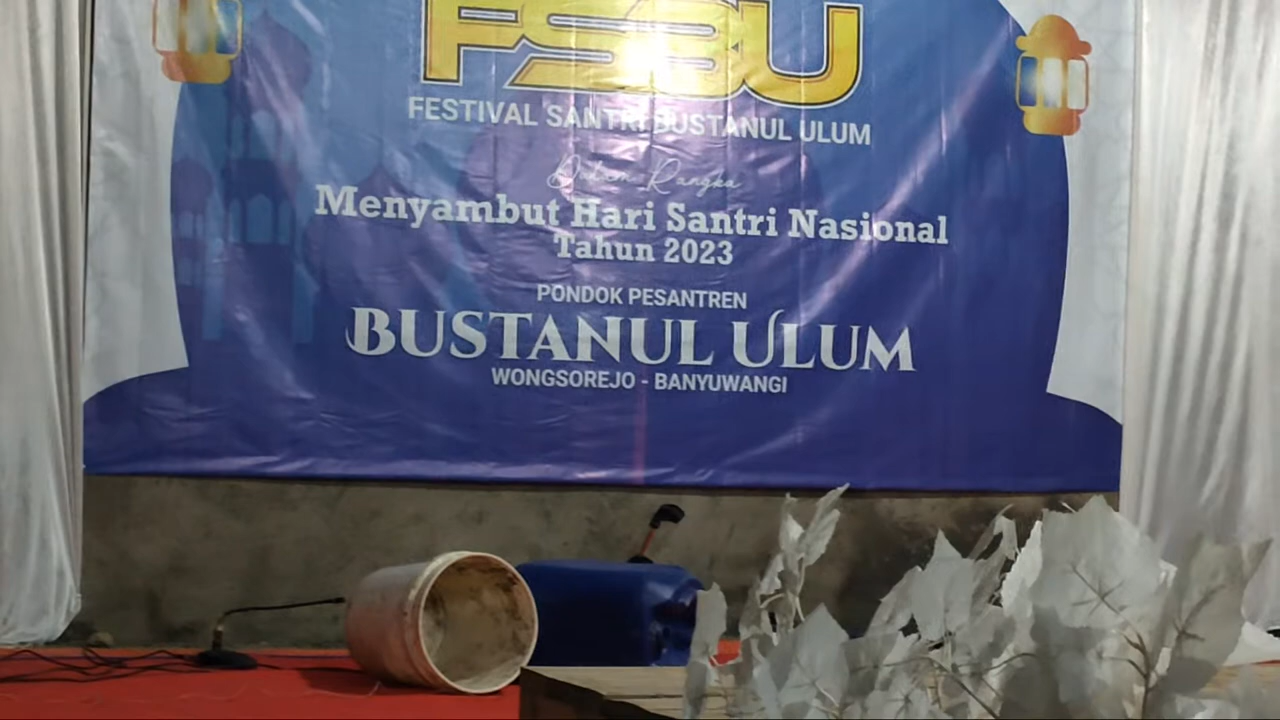 FSBU
FESTIVAL SANTRI BUSTANUL ULUM
Dalam Rangka
Menyambut Hari Santri Nasional
Tahun 2023
PONDOK PESANTREN
BUSTANUL ULUM
WONGSOREJO - BANYUWANGI